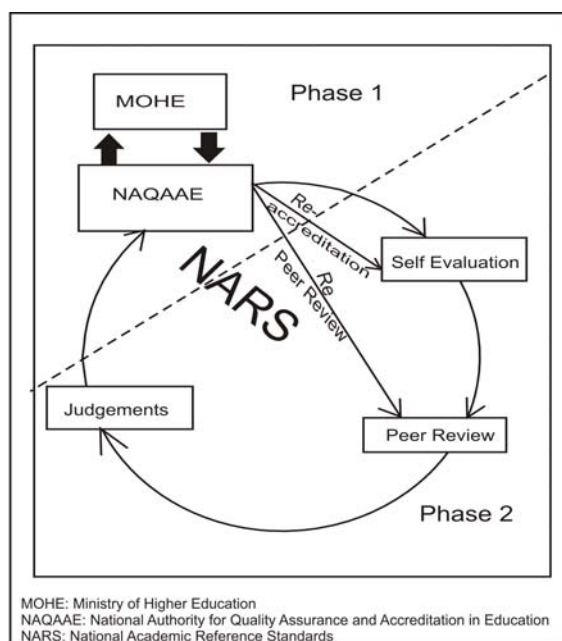 MOHE
Phase 1
NAQAAE
Re-
accreditation
Self Evaluation
NARS
Re
Peer Review
Judgements
Peer Review
Phase 2
MOHE: Ministry of Higher Education
NAQAAE: National Authority for Quality Assurance and Accreditation in Education
NARS: National Academic Reference Standards